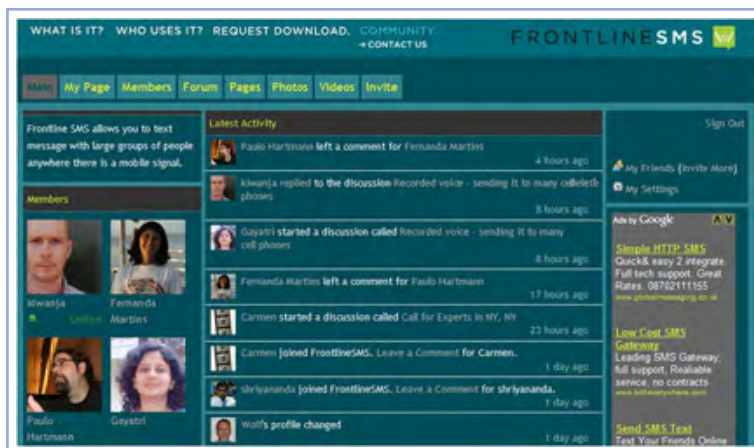 WHAT IS IT? WHO USES IT? REQUEST DOWNLOAD. COMMUNITY.
→ CONTACT US
FRONTLINESMS
Main My Page Members Forum Pages Photos Videos Invite
Frontline SMS allows you to text
message with large groups of people
anywhere there is a mobile signal.
Members
kiwanja
Online
Fernanda
Martins
Paulo
Hartmann
Gayatri
Latest Activity
Paulo Hartmann left a comment for Fernanda Martins
4 hours ago
kiwanja replied to the discussion Recorded voice - sending it to many
phones
8 hours ago
Gayatri started a discussion called Recorded voice - sending it to many
cell phones
8 hours ago
Fernanda Martins left a comment for Paulo Hartmann
17 hours ago
Carmen started a discussion called Call for Experts in NY, NY
23 hours ago
Carmen joined FrontlineSMS. Leave a Comment for Carmen.
1 day ago
shriyananda joined FrontlineSMS. Leave a Comment for shriyananda.
1 day ago
Wolf's profile changed
1 day ago
Sign Out
My Friends (Invite More)
My Settings
Ads by Google
Simple HTTP SMS
Quick& easy 2 integrate.
Full tech support. Great
Rates. 08702111155
Low Cost SMS
Gateway
Leading SMS Gateway,
full support, Realiable
service, no contracts
Send SMS Text
Text Your Friends Online